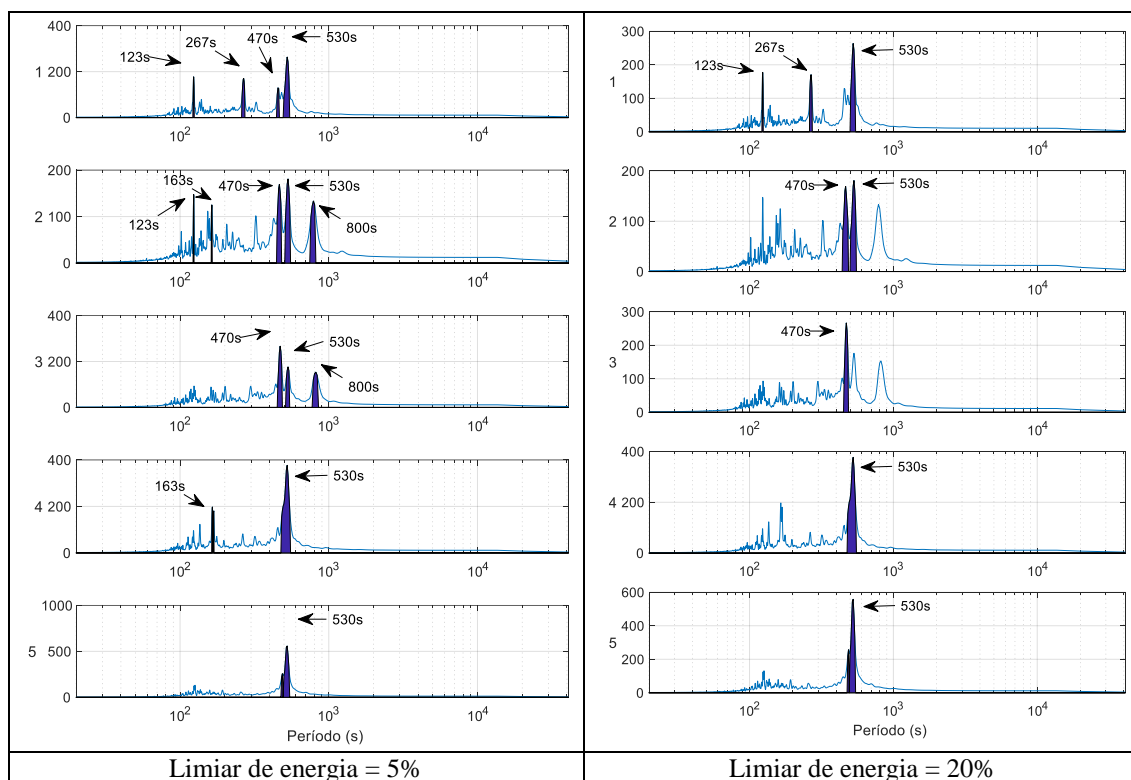 400
123s
267s
470s
530s
1 200
0
10² 10³ 10⁴
200
163s
123s
470s
530s
800s
2 100
0
10² 10³ 10⁴
400
470s
530s
800s
3 200
0
10² 10³ 10⁴
400
163s
530s
4 200
0
10² 10³ 10⁴
1000
530s
5 500
0
10² 10³ 10⁴
Período (s)
Limiar de energia = 5%
300
123s
267s
530s
200
1
100
0
10² 10³ 10⁴
200
470s
530s
2 100
0
10² 10³ 10⁴
300
470s
200
3
100
0
10² 10³ 10⁴
400
530s
4 200
0
10² 10³ 10⁴
600
530s
400
5
200
0
10² 10³ 10⁴
Período (s)
Limiar de energia = 20%